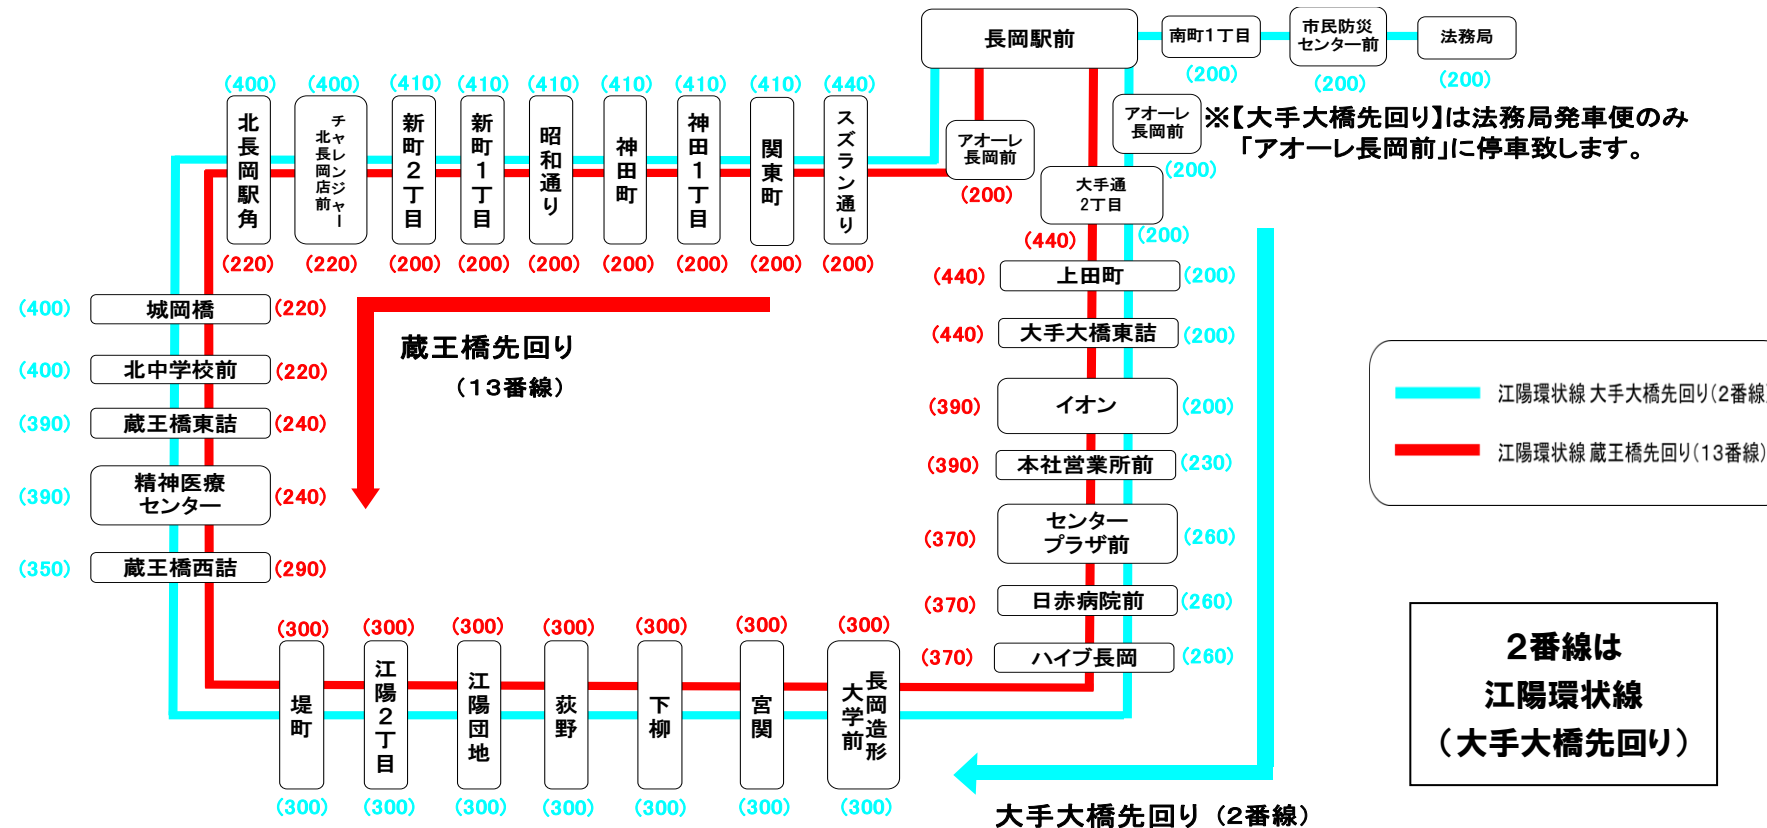 長岡駅前
南町1丁目
(200)
市民防災
センター前
(200)
法務局
(200)
※【大手大橋先回り】は法務局発車便のみ
「アオーレ長岡前」に停車致します。
(400)
北長岡駅角
(220)
(400)
チャレンジャー
北長岡店前
(220)
(410)
新町2丁目
(200)
(410)
新町1丁目
(200)
(410)
昭和通り
(200)
(410)
神田町
(200)
(410)
神田1丁目
(200)
(410)
関東町
(200)
(440)
スズラン通り
(200)
アオーレ
長岡前
(200)
アオーレ
長岡前
(200)
大手通
2丁目
(440)
(200)
(440)
上田町
(200)
(440)
大手大橋東詰
(200)
(390)
イオン
(200)
(390)
本社営業所前
(230)
(370)
センター
プラザ前
(260)
(370)
日赤病院前
(260)
(370)
ハイブ長岡
(260)
(400)
城岡橋
(220)
(400)
北中学校前
(220)
(390)
蔵王橋東詰
(240)
(390)
精神医療
センター
(240)
(350)
蔵王橋西詰
(290)
蔵王橋先回り
(13番線)
(300)
堤町
(300)
(300)
江陽2丁目
(300)
(300)
江陽団地
(300)
(300)
荻野
(300)
(300)
下柳
(300)
(300)
宮関
(300)
(300)
長岡造形
大学前
(300)
大手大橋先回り (2番線)
江陽環状線 大手大橋先回り(2番線)
江陽環状線 蔵王橋先回り(13番線)
2番線は
江陽環状線
(大手大橋先回り)